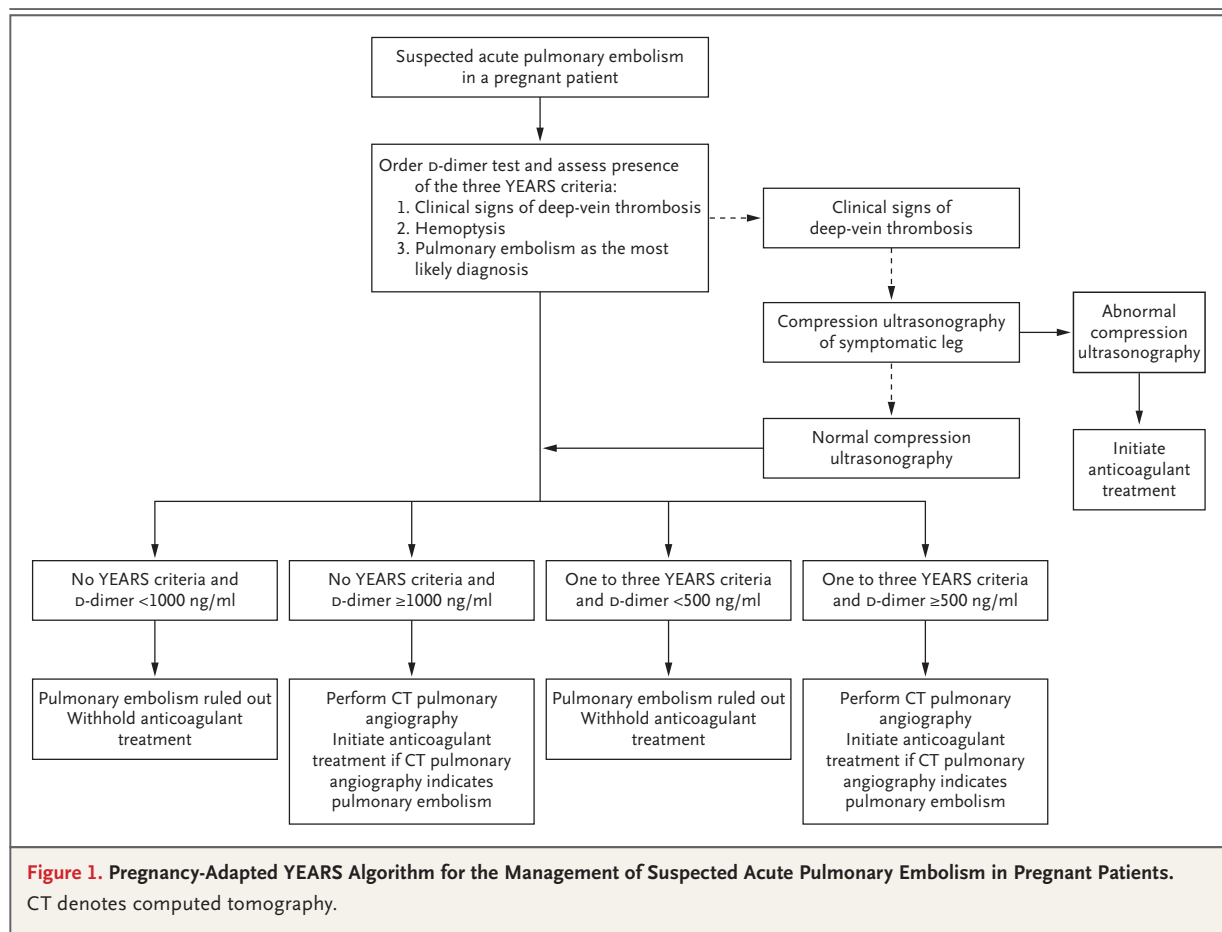 Suspected acute pulmonary embolism
in a pregnant patient
Order D-dimer test and assess presence
of the three YEARS criteria:
1. Clinical signs of deep-vein thrombosis
2. Hemoptysis
3. Pulmonary embolism as the most
likely diagnosis
Clinical signs of
deep-vein thrombosis
Compression ultrasonography
of symptomatic leg
Abnormal
compression
ultrasonography
Normal compression
ultrasonography
Initiate
anticoagulant
treatment
No YEARS criteria and
D-dimer <1000 ng/ml
No YEARS criteria and
D-dimer ≥1000 ng/ml
One to three YEARS criteria
and D-dimer <500 ng/ml
One to three YEARS criteria
and D-dimer ≥500 ng/ml
Pulmonary embolism ruled out
Withhold anticoagulant
treatment
Perform CT pulmonary
angiography
Initiate anticoagulant
treatment if CT pulmonary
angiography indicates
pulmonary embolism
Pulmonary embolism ruled out
Withhold anticoagulant
treatment
Perform CT pulmonary
angiography
Initiate anticoagulant
treatment if CT pulmonary
angiography indicates
pulmonary embolism
Figure 1. Pregnancy-Adapted YEARS Algorithm for the Management of Suspected Acute Pulmonary Embolism in Pregnant Patients.
CT denotes computed tomography.